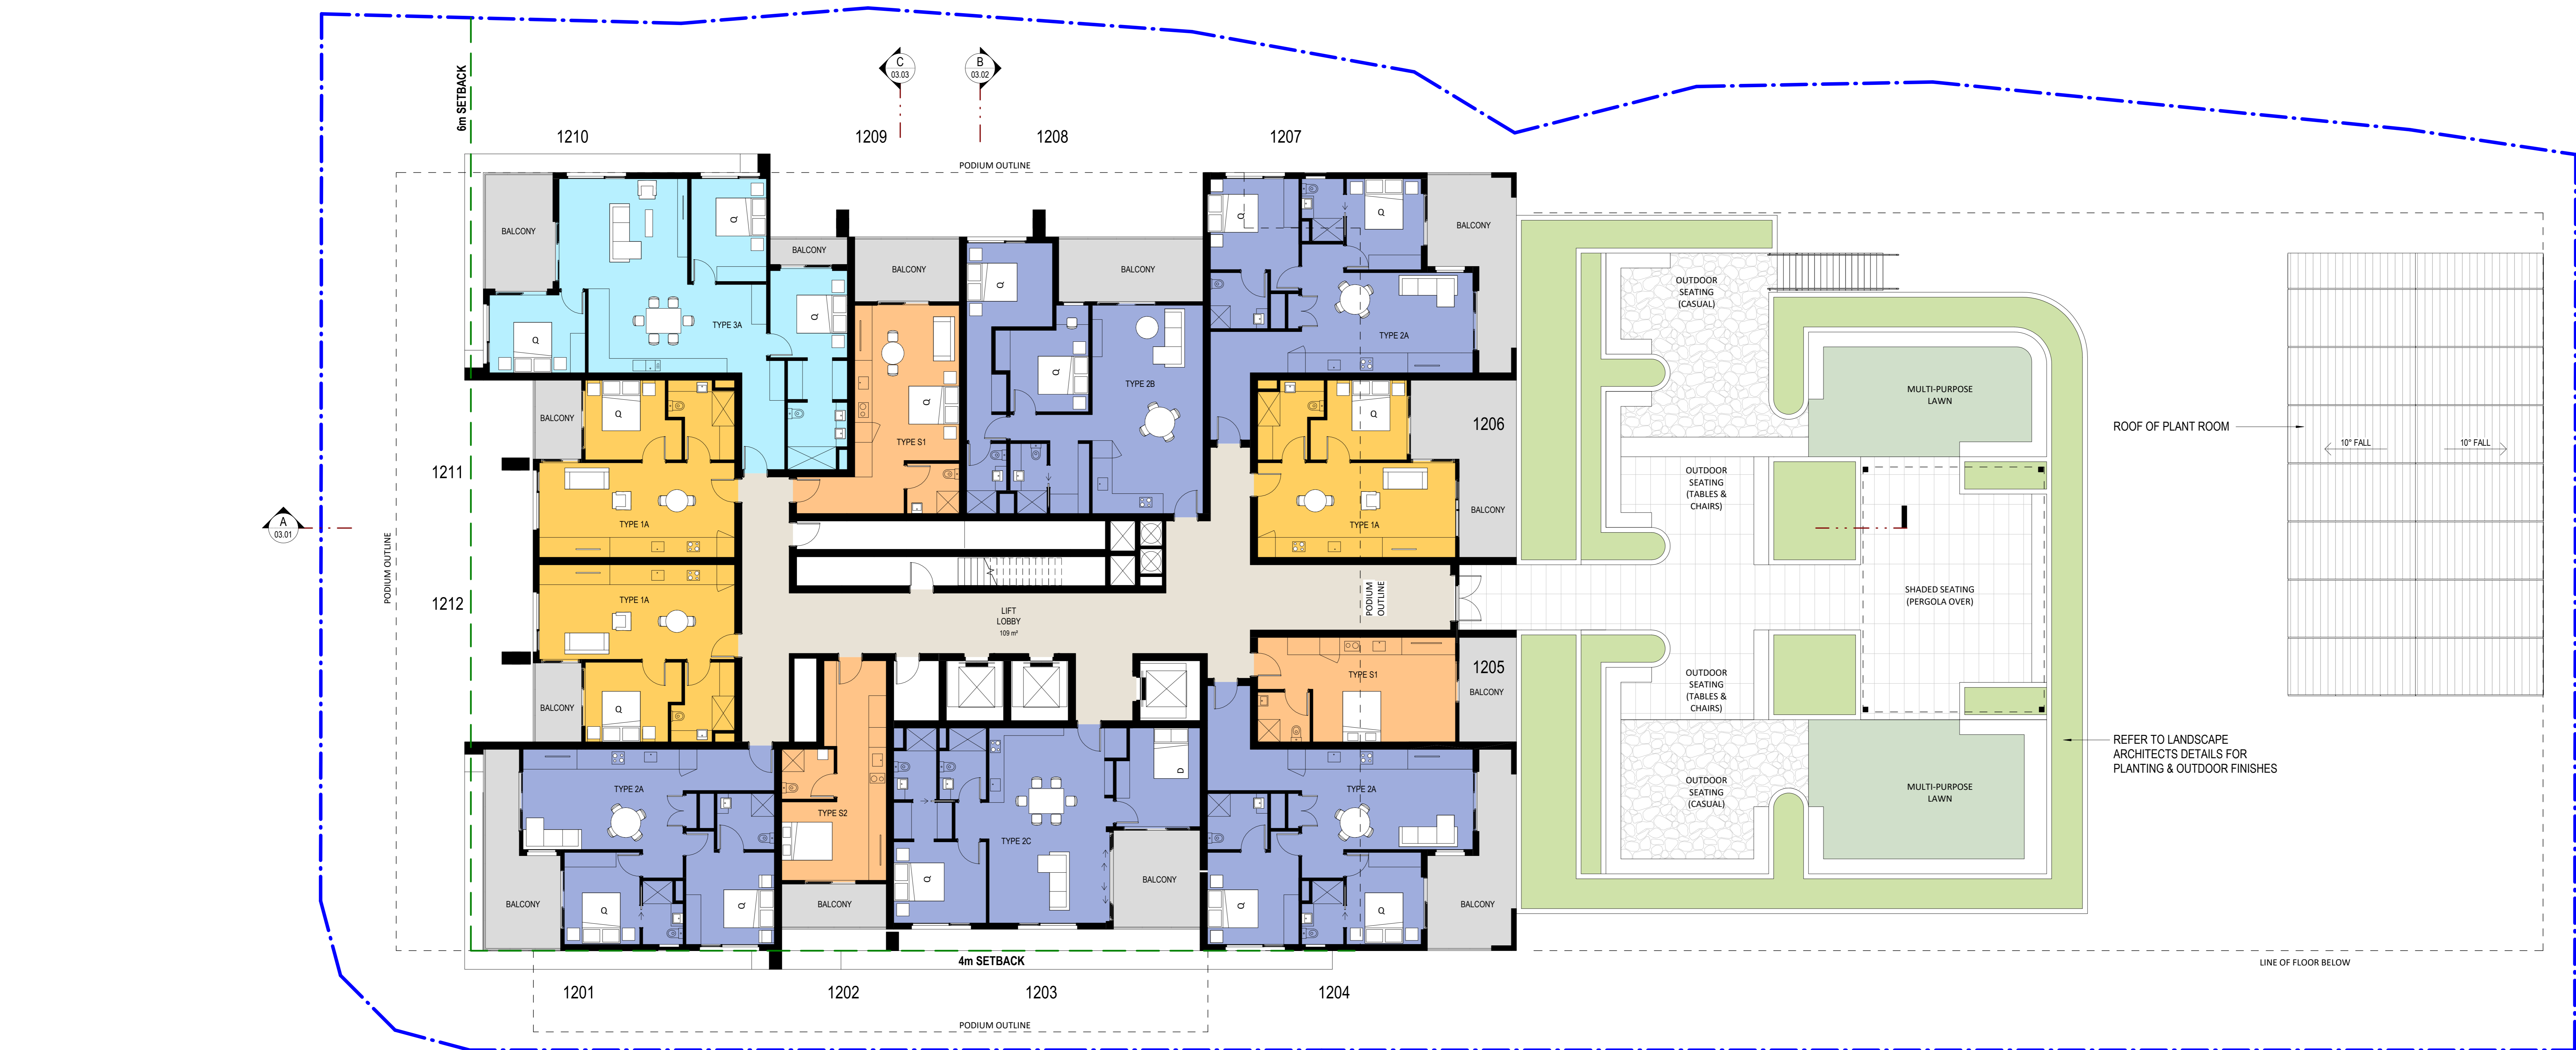 C
03.03
B
03.02
6m SETBACK
1210
1209
1208
1207
PODIUM OUTLINE
BALCONY
Q
BALCONY
BALCONY
BALCONY
Q
Q
BALCONY
Q
Q
TYPE 3A
Q
Q
TYPE 2B
Q
TYPE 2A
OUTDOOR
SEATING
(CASUAL)
MULTI-PURPOSE
LAWN
BALCONY
Q
Q
TYPE S1
Q
1206
ROOF OF PLANT ROOM
10° FALL
10° FALL
1211
TYPE 1A
TYPE 1A
BALCONY
OUTDOOR
SEATING
(TABLES &
CHAIRS)
A
03.01
PODIUM OUTLINE
1212
TYPE 1A
LIFT
LOBBY
109 m²
PODIUM
OUTLINE
SHADED SEATING
(PERGOLA OVER)
BALCONY
Q
TYPE S1
1205
BALCONY
OUTDOOR
SEATING
(TABLES &
CHAIRS)
REFER TO LANDSCAPE
ARCHITECTS DETAILS FOR
PLANTING & OUTDOOR FINISHES
TYPE 2A
TYPE S2
D
TYPE 2C
TYPE 2A
OUTDOOR
SEATING
(CASUAL)
MULTI-PURPOSE
LAWN
BALCONY
Q
Q
BALCONY
Q
BALCONY
Q
Q
BALCONY
4m SETBACK
LINE OF FLOOR BELOW
1201
1202
1203
1204
PODIUM OUTLINE